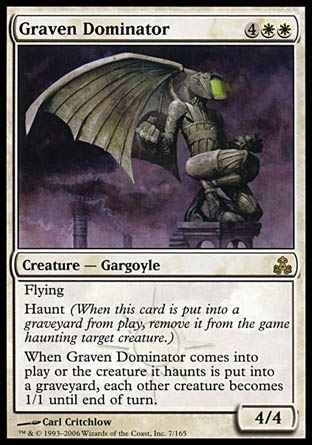 Graven Dominator 4
Creature — Gargoyle
Flying
Haunt (When this card is put into a
graveyard from play, remove it from the game
haunting target creature.)
When Graven Dominator comes into
play or the creature it haunts is put into
a graveyard, each other creature becomes
1/1 until end of turn.
4/4
Carl Critchlow
™ & © 1993–2006 Wizards of the Coast, Inc. 7/165